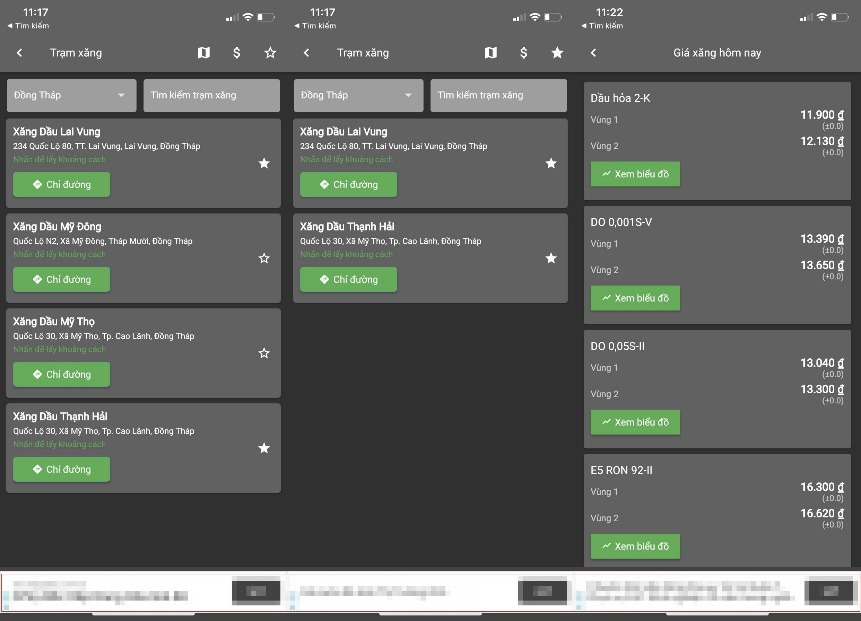 11:17
◂ Tìm kiếm
Trạm xăng
$
Đồng Tháp
Tìm kiếm trạm xăng
Xăng Dầu Lai Vung
234 Quốc Lộ 80, TT. Lai Vung, Lai Vung, Đồng Tháp
Nhấn để lấy khoảng cách
Chỉ đường
Xăng Dầu Mỹ Đông
Quốc Lộ N2, Xã Mỹ Đông, Tháp Mười, Đồng Tháp
Nhấn để lấy khoảng cách
Chỉ đường
Xăng Dầu Mỹ Thọ
Quốc Lộ 30, Xã Mỹ Thọ, Tp. Cao Lãnh, Đồng Tháp
Nhấn để lấy khoảng cách
Chỉ đường
Xăng Dầu Thạnh Hải
Quốc Lộ 30, Xã Mỹ Thọ, Tp. Cao Lãnh, Đồng Tháp
Nhấn để lấy khoảng cách
Chỉ đường
11:17
◂ Tìm kiếm
Trạm xăng
$
Đồng Tháp
Tìm kiếm trạm xăng
Xăng Dầu Lai Vung
234 Quốc Lộ 80, TT. Lai Vung, Lai Vung, Đồng Tháp
Nhấn để lấy khoảng cách
Chỉ đường
Xăng Dầu Thạnh Hải
Quốc Lộ 30, Xã Mỹ Thọ, Tp. Cao Lãnh, Đồng Tháp
Nhấn để lấy khoảng cách
Chỉ đường
11:22
◂ Tìm kiếm
Giá xăng hôm nay
Dầu hỏa 2-K
Vùng 1 11.900 ₫
(±0.0)
Vùng 2 12.130 ₫
(±0.0)
Xem biểu đồ
DO 0,001S-V
Vùng 1 13.390 ₫
(±0.0)
Vùng 2 13.650 ₫
(±0.0)
Xem biểu đồ
DO 0,05S-II
Vùng 1 13.040 ₫
(±0.0)
Vùng 2 13.300 ₫
(±0.0)
Xem biểu đồ
E5 RON 92-II
Vùng 1 16.300 ₫
(±0.0)
Vùng 2 16.620 ₫
(±0.0)
Xem biểu đồ